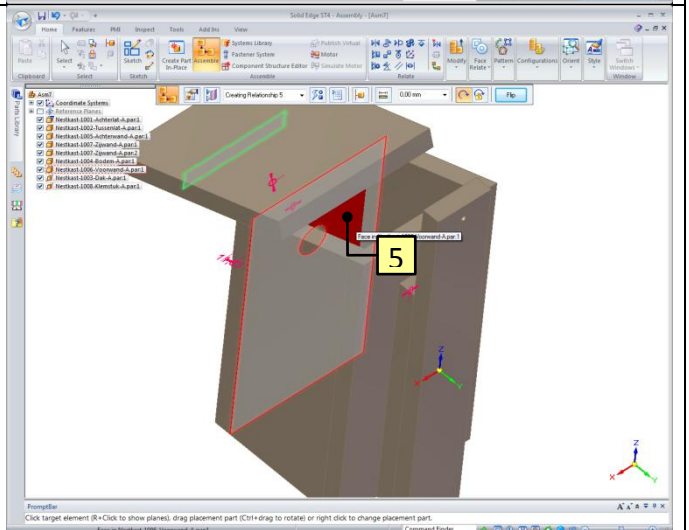 Solid Edge ST4 - Assembly - [Asm7]
Home Features PMI Inspect Tools Add Ins View
Paste
Select
Sketch
Create Part In-Place
Assemble
Systems Library
Fastener System
Component Structure Editor
Publish Virtual
Motor
Simulate Motor
Modify
Face Relate
Pattern
Configurations
Orient
Style
Switch Windows
Clipboard Select Sketch Assemble Relate Window
Parts Library
Creating Relationship 5
0.00 mm
Flip
Asm7
Coordinate Systems
Reference Planes
Nestkast-1001-Achterlat-A.par:1
Nestkast-1002-Tussenlat-A.par:1
Nestkast-1005-Achterwand-A.par:1
Nestkast-1007-Zijwand-A.par:1
Nestkast-1007-Zijwand-A.par:2
Nestkast-1004-Bodem-A.par:1
Nestkast-1006-Voorwand-A.par:1
Nestkast-1003-Dak-A.par:1
Nestkast-1008-Klemstuk-A.par:1
Voorwand-A.par:1
5
Z
X
Y
Z
X
Y
PromptBar
Click target element (R+Click to show planes), drag placement part (Ctrl+drag to rotate) or right click to change placement part.
Command Finder